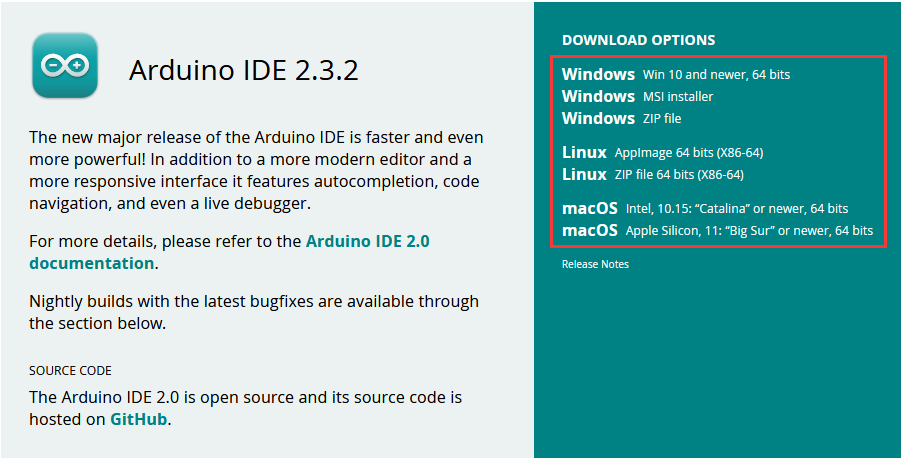 Arduino IDE 2.3.2
The new major release of the Arduino IDE is faster and even
more powerful! In addition to a more modern editor and a
more responsive interface it features autocompletion, code
navigation, and even a live debugger.
For more details, please refer to the Arduino IDE 2.0
documentation.
Nightly builds with the latest bugfixes are available through
the section below.
SOURCE CODE
The Arduino IDE 2.0 is open source and its source code is
hosted on GitHub.
DOWNLOAD OPTIONS
Windows Win 10 and newer, 64 bits
Windows MSI installer
Windows ZIP file
Linux AppImage 64 bits (X86-64)
Linux ZIP file 64 bits (X86-64)
macOS Intel, 10.15: “Catalina” or newer, 64 bits
macOS Apple Silicon, 11: “Big Sur” or newer, 64 bits
Release Notes